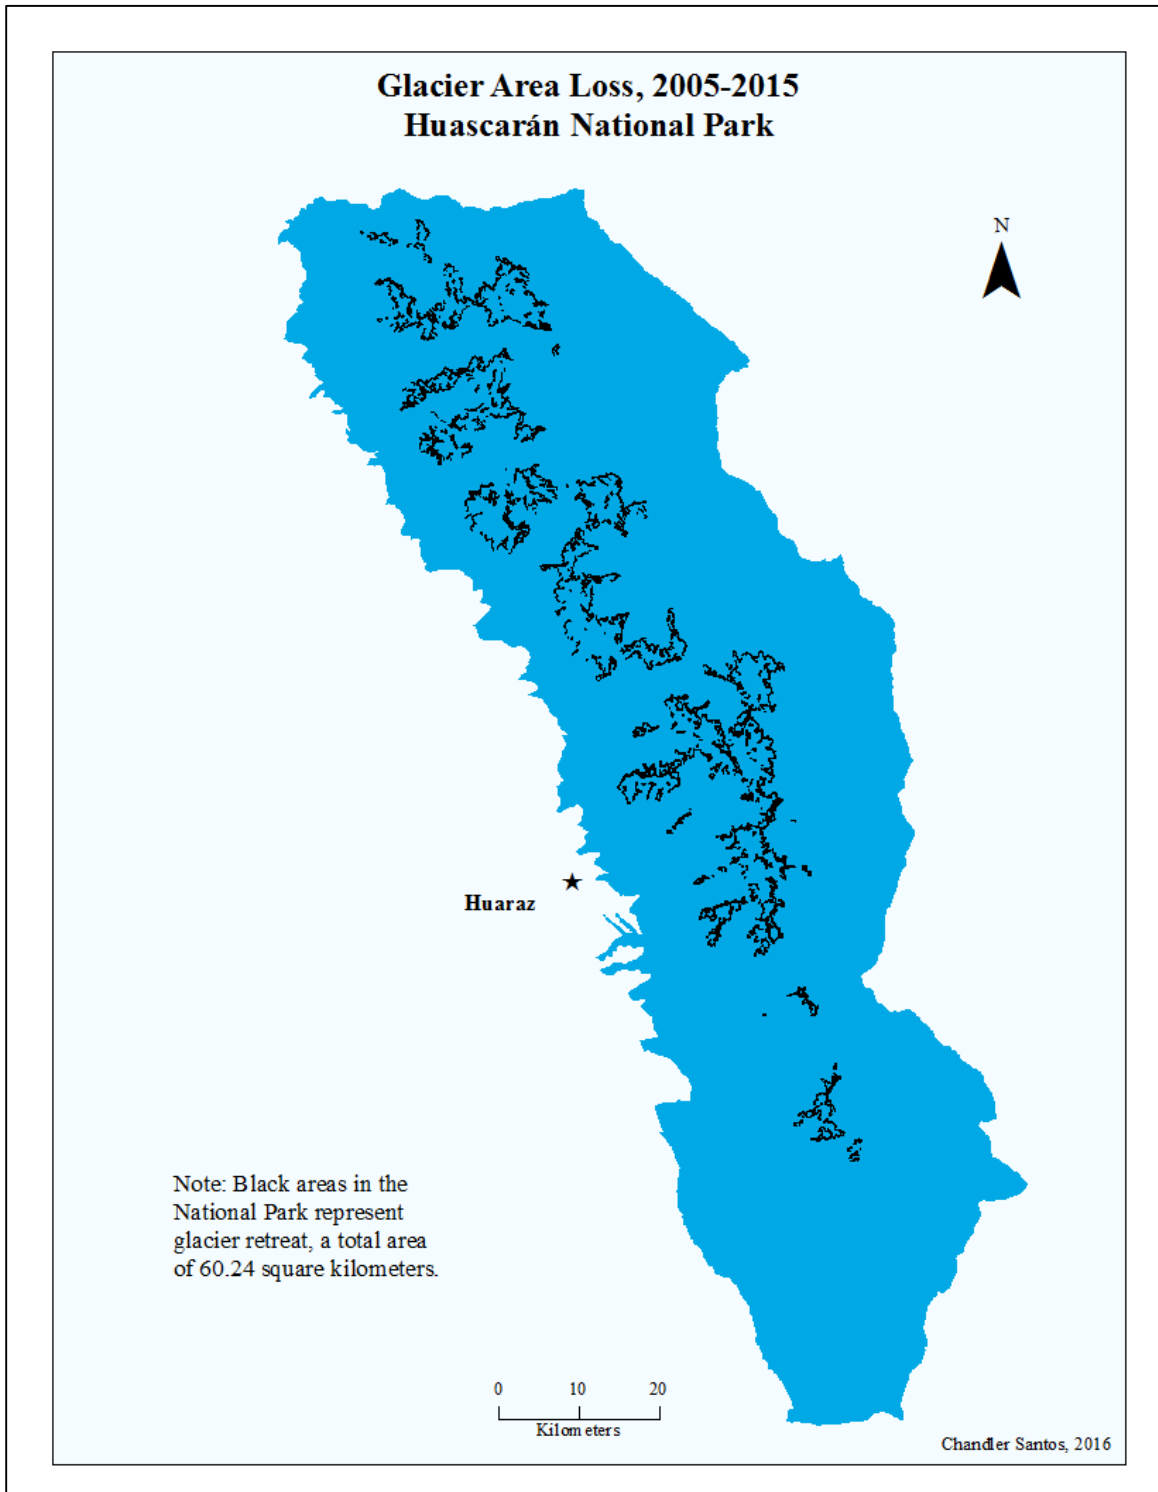 Glacier Area Loss, 2005-2015
Huascarán National Park
N
Huaraz
Note: Black areas in the
National Park represent
glacier retreat, a total area
of 60.24 square kilometers.
0 10 20
Kilometers
Chandler Santos, 2016